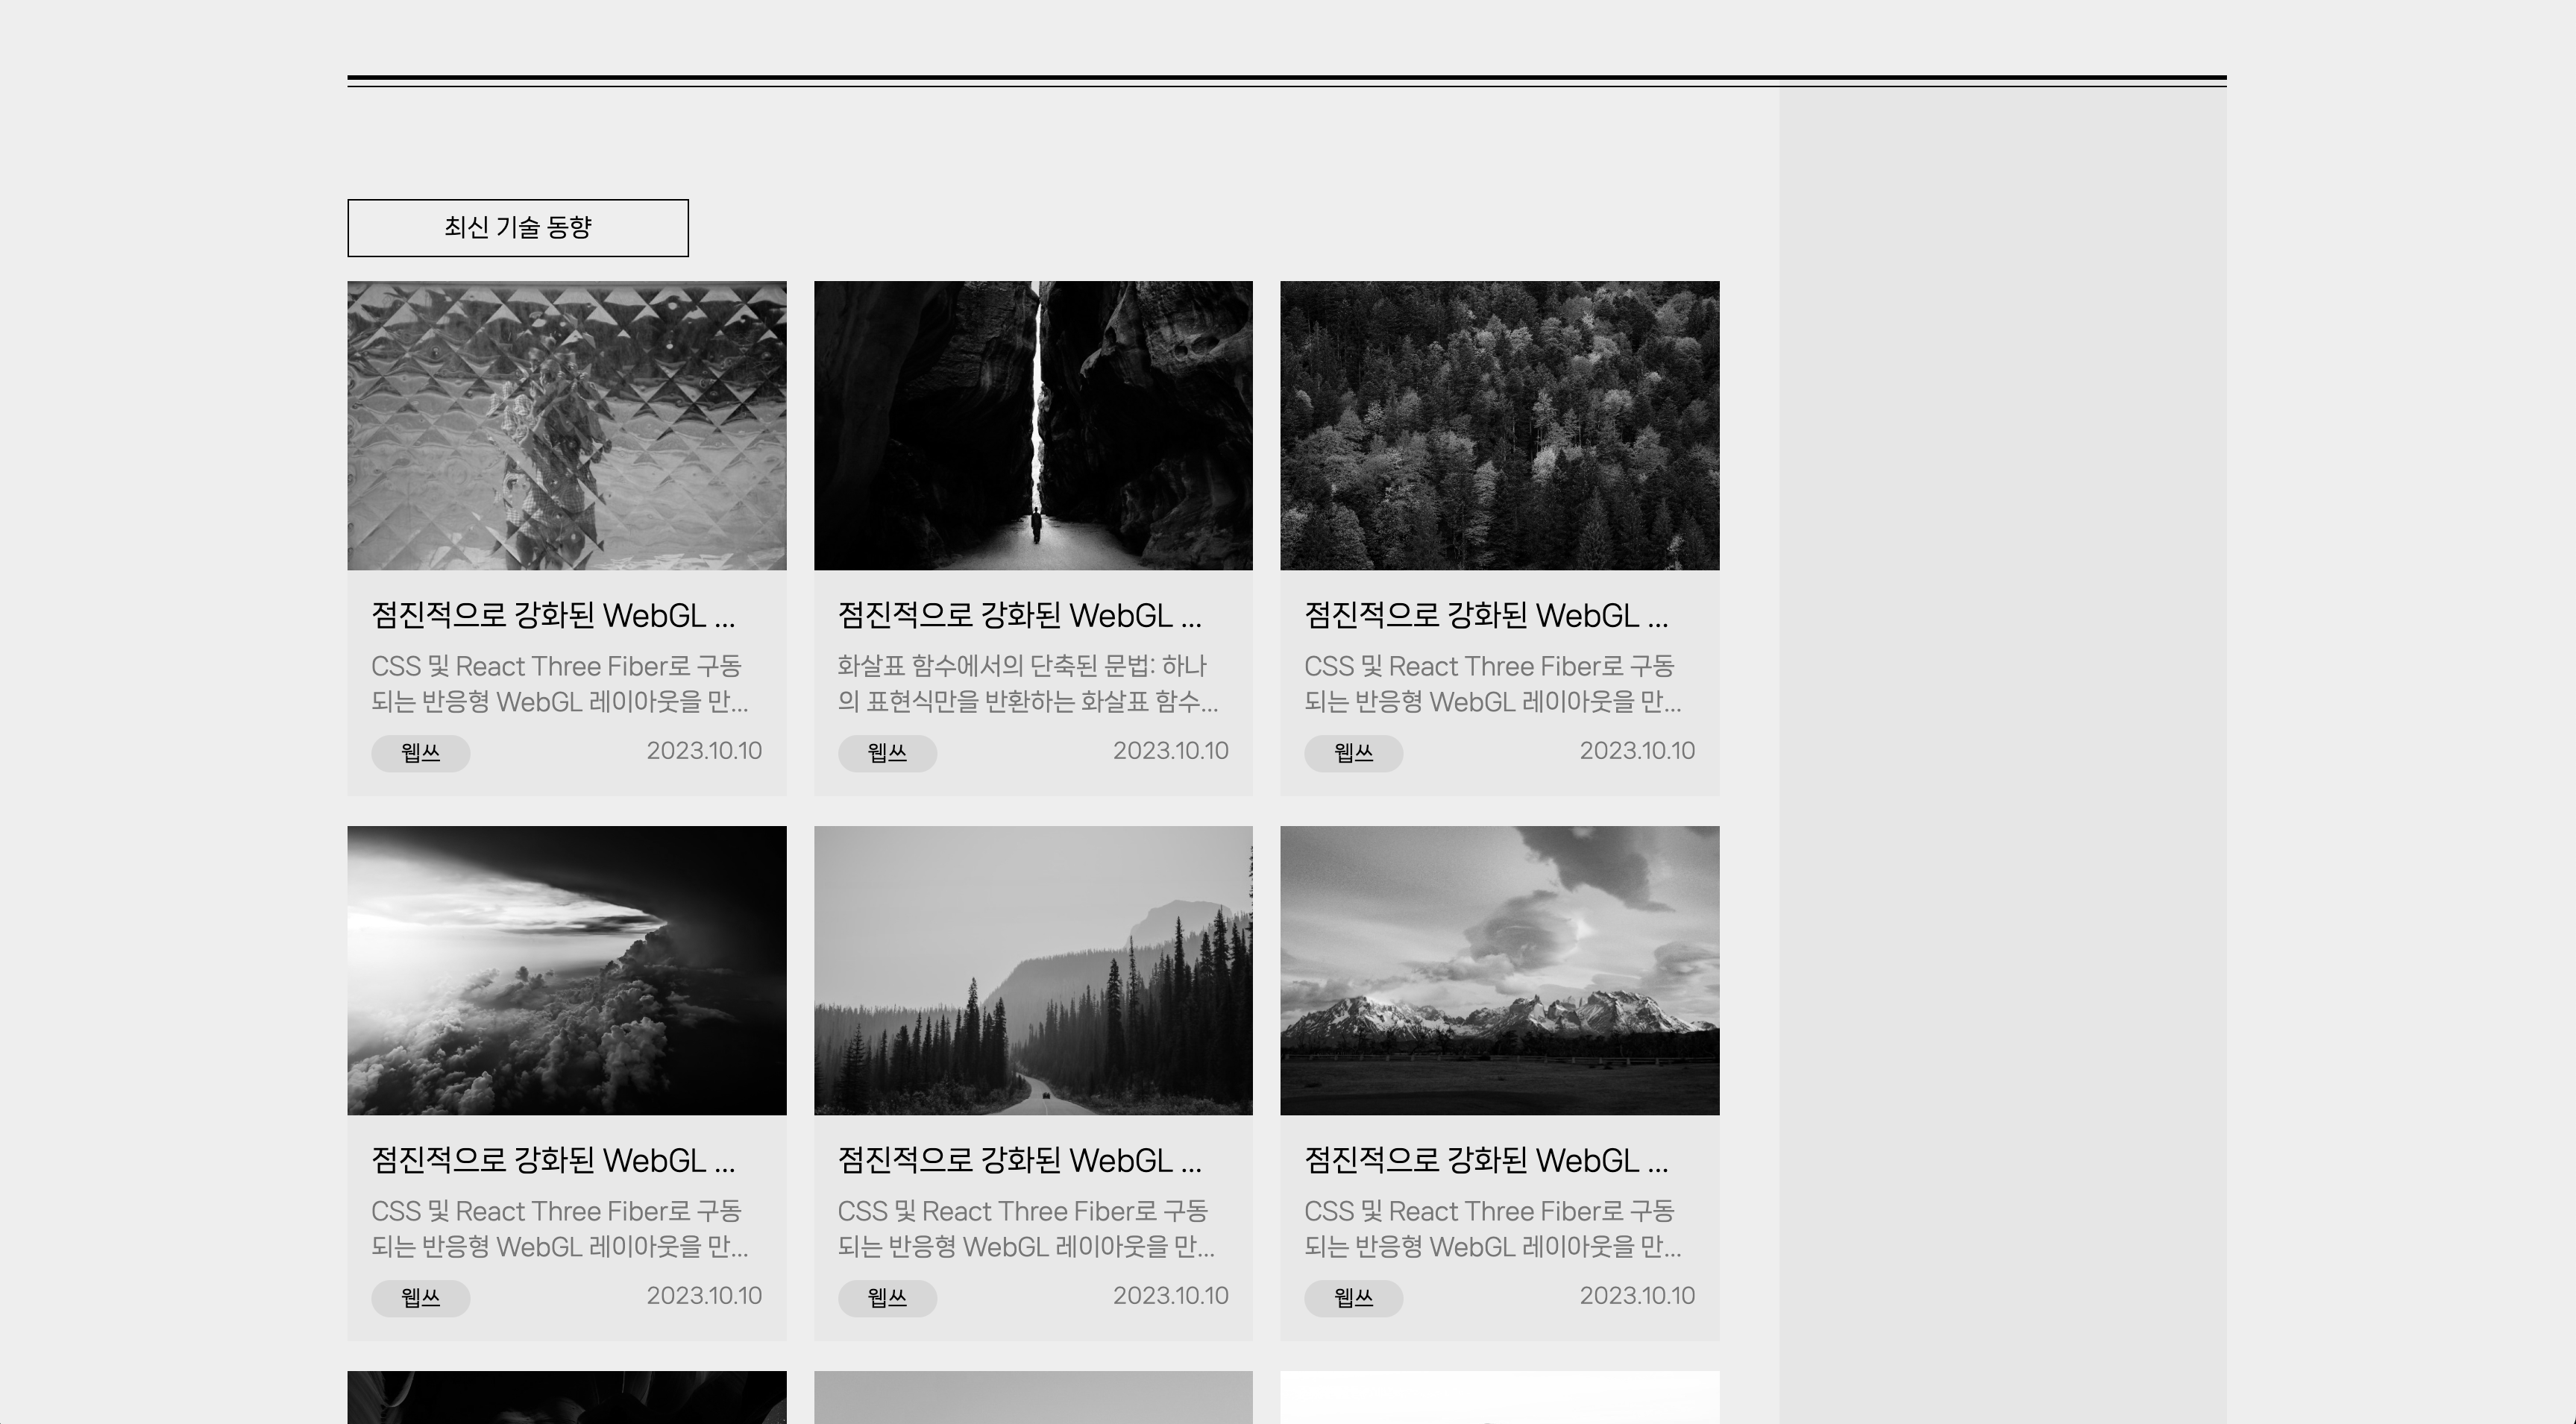 최신 기술 동향
점진적으로 강화된 WebGL ...
CSS 및 React Three Fiber로 구동
되는 반응형 WebGL 레이아웃을 만...
웹쓰
2023.10.10
점진적으로 강화된 WebGL ...
화살표 함수에서의 단축된 문법: 하나
의 표현식만을 반환하는 화살표 함수...
웹쓰
2023.10.10
점진적으로 강화된 WebGL ...
CSS 및 React Three Fiber로 구동
되는 반응형 WebGL 레이아웃을 만...
웹쓰
2023.10.10
점진적으로 강화된 WebGL ...
CSS 및 React Three Fiber로 구동
되는 반응형 WebGL 레이아웃을 만...
웹쓰
2023.10.10
점진적으로 강화된 WebGL ...
CSS 및 React Three Fiber로 구동
되는 반응형 WebGL 레이아웃을 만...
웹쓰
2023.10.10
점진적으로 강화된 WebGL ...
CSS 및 React Three Fiber로 구동
되는 반응형 WebGL 레이아웃을 만...
웹쓰
2023.10.10